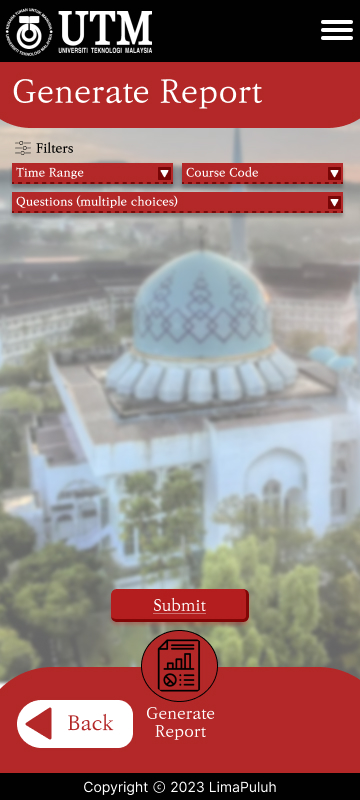 UTM
UNIVERSITI TEKNOLOGI MALAYSIA
Generate Report
Filters
Time Range
Course Code
Questions (multiple choices)
Submit
Back
Generate
Report
Copyright © 2023 LimaPuluh